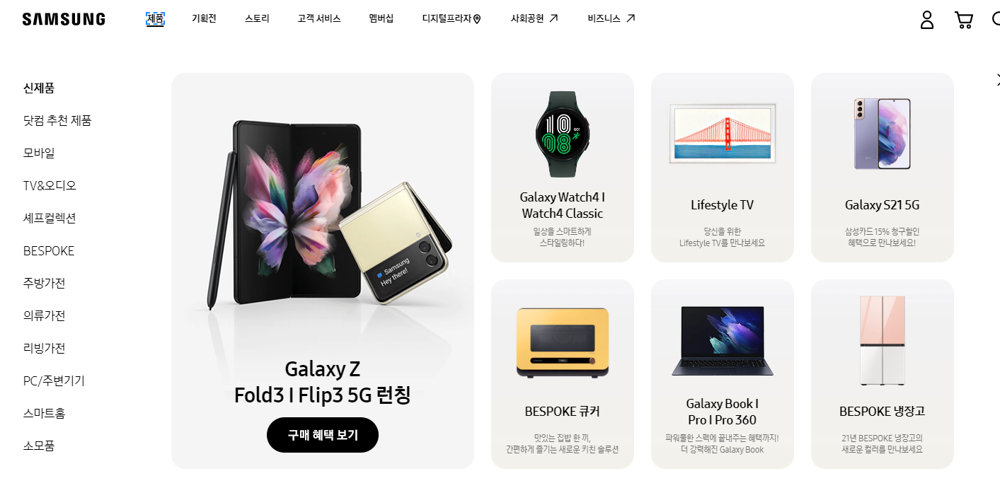 SAMSUNG
제품
기획전
스토리
고객 서비스
멤버십
디지털프라자
사회공헌
비즈니스
신제품
닷컴 추천 제품
모바일
TV&오디오
셰프컬렉션
BESPOKE
주방가전
의류가전
리빙가전
PC/주변기기
스마트홈
소모품
Samsung
Hey there!
Galaxy Z
Fold3 I Flip3 5G 런칭
구매 혜택 보기
10
08
GO!
Galaxy Watch4 I
Watch4 Classic
일상을 스마트하게
스타일링하다!
Lifestyle TV
당신을 위한
Lifestyle TV를 만나보세요
Galaxy S21 5G
삼성카드 15% 청구할인
혜택으로 만나보세요!
BESPOKE 큐커
맛있는 집밥 한 끼,
간편하게 즐기는 새로운 키친 솔루션
Galaxy Book I
Pro I Pro 360
파워풀한 스펙에 끝내주는 혜택까지!
더 강력해진 Galaxy Book
BESPOKE 냉장고
21년 BESPOKE 냉장고의
새로운 컬러를 만나보세요